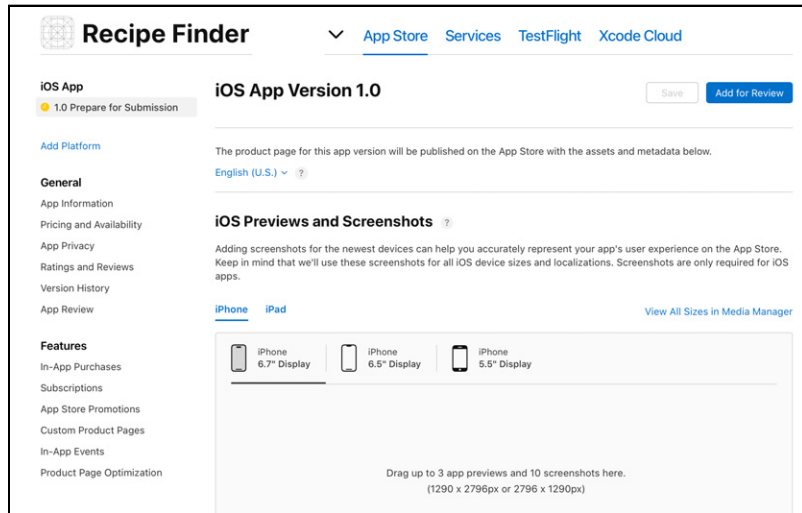 Recipe Finder
App Store Services TestFlight Xcode Cloud
iOS App
1.0 Prepare for Submission
Add Platform
General
App Information
Pricing and Availability
App Privacy
Ratings and Reviews
Version History
App Review
Features
In-App Purchases
Subscriptions
App Store Promotions
Custom Product Pages
In-App Events
Product Page Optimization
iOS App Version 1.0
Save Add for Review
The product page for this app version will be published on the App Store with the assets and metadata below.
English (U.S.) ?
iOS Previews and Screenshots ?
Adding screenshots for the newest devices can help you accurately represent your app's user experience on the App Store.
Keep in mind that we'll use these screenshots for all iOS device sizes and localizations. Screenshots are only required for iOS
apps.
iPhone iPad View All Sizes in Media Manager
iPhone
6.7" Display
iPhone
6.5" Display
iPhone
5.5" Display
Drag up to 3 app previews and 10 screenshots here.
(1290 x 2796px or 2796 x 1290px)